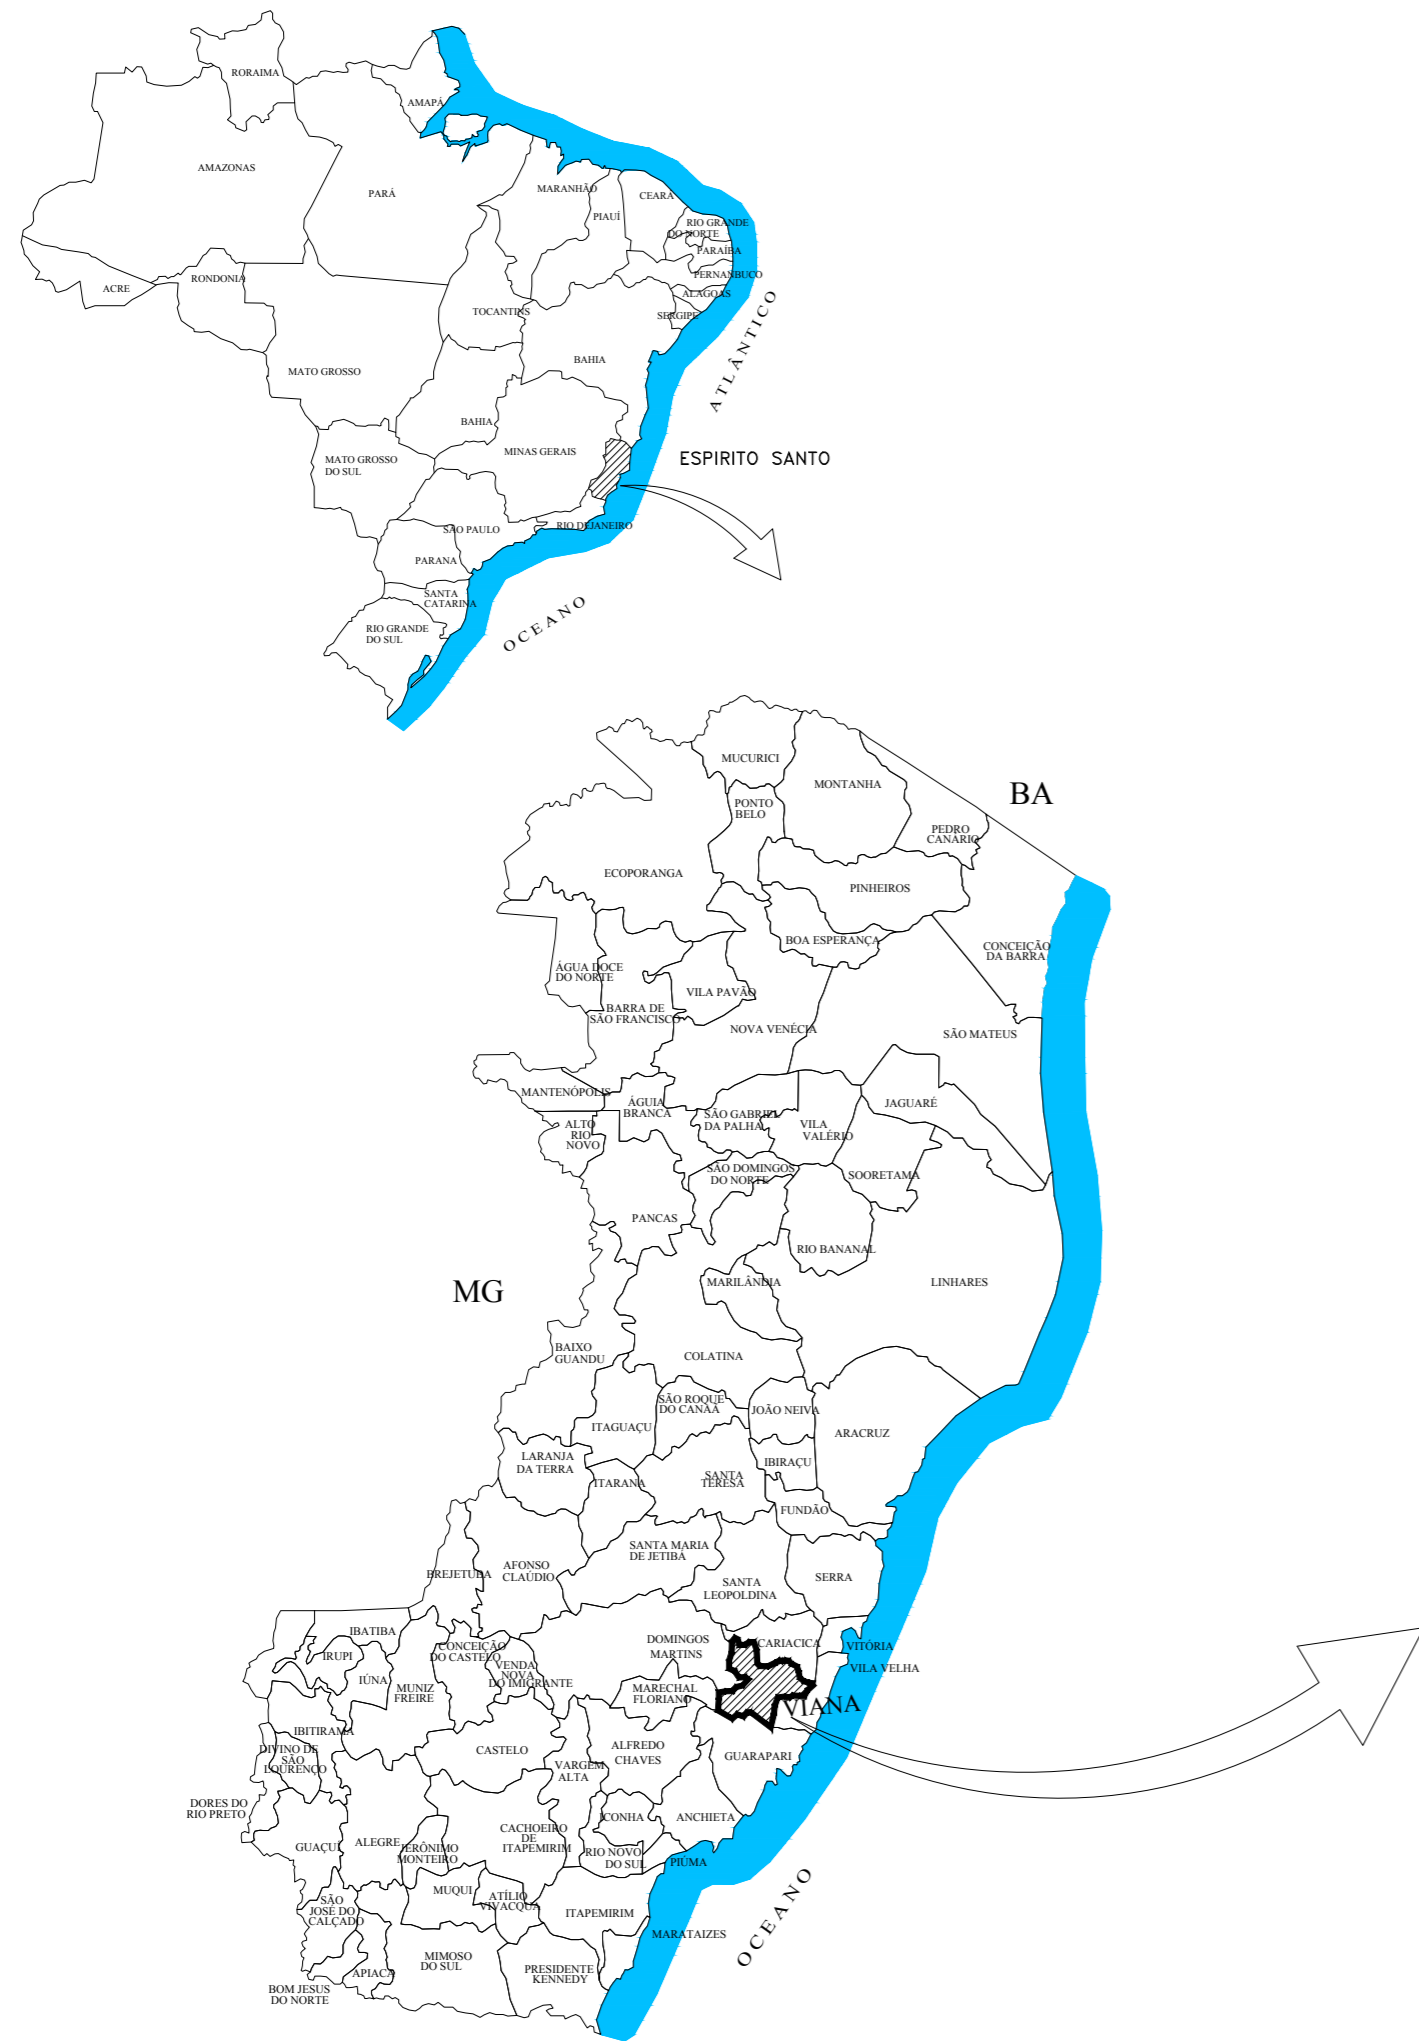 RORAIMA
AMAPÁ
AMAZONAS
PARÁ
MARANHÃO
CEARÁ
PIAUÍ
RIO GRANDE
DO NORTE
PARAÍBA
PERNANBUCO
ACRE
RONDONIA
ALAGOAS
TOCANTINS
SERGIPE
BAHIA
MATO GROSSO
ATLÂNTICO
BAHIA
MINAS GERAIS
MATO GROSSO
DO SUL
ESPIRITO SANTO
SÃO PAULO
RIO DEJANEIRO
PARANA
SANTA
CATARINA
RIO GRANDE
DO SUL
OCEANO
MUCURICI
MONTANHA
BA
PONTO
BELO
PEDRO
CANÁRIO
ECOPORANGA
PINHEIROS
BOA ESPERANÇA
CONCEIÇÃO
DA BARRA
ÁGUA DOCE
DO NORTE
VILA PAVÃO
BARRA DE
SÃO FRANCISCO
NOVA VENÉCIA
SÃO MATEUS
MANTENÓPOLIS
ÁGUIA
BRANCA
SÃO GABRIEL
DA PALHA
VILA
VALÉRIO
JAGUARÉ
ALTO
RIO
NOVO
SÃO DOMINGOS
DO NORTE
SOORETAMA
PANCAS
RIO BANANAL
MARILÂNDIA
LINHARES
MG
BAIXO
GUANDU
COLATINA
SÃO ROQUE
DO CANAÃ
JOÃO NEIVA
ITAGUAÇU
ARACRUZ
LARANJA
DA TERRA
IBIRAÇU
ITARANA
SANTA
TERESA
FUNDÃO
SANTA MARIA
DE JETIBÁ
AFONSO
CLAÚDIO
BREJETUBA
SANTA
LEOPOLDINA
SERRA
IBATIBA
CONCEIÇÃO
DO CASTELO
DOMINGOS
MARTINS
CARIACICA
VITÓRIA
IRUPI
VENDA
NOVA
DO IMIGRANTE
VILA VELHA
IÚNA
MUNIZ
FREIRE
MARECHAL
FLORIANO
VIANA
IBITIRAMA
CASTELO
ALFREDO
CHAVES
GUARAPARI
DIVINO DE
SÃO
LOURENÇO
VARGEM
ALTA
DORES DO
RIO PRETO
ICONHA
ANCHIETA
GUAÇUÍ
ALEGRE
JERÔNIMO
MONTEIRO
CACHOEIRO
DE
ITAPEMIRIM
RIO NOVO
DO SUL
PIÚMA
MUQUI
ATÍLIO
VIVACQUA
SÃO
JOSÉ DO
CALÇADO
ITAPEMIRIM
MARATAIZES
OCEANO
MIMOSO
DO SUL
PRESIDENTE
KENNEDY
APIACÁ
BOM JESUS
DO NORTE